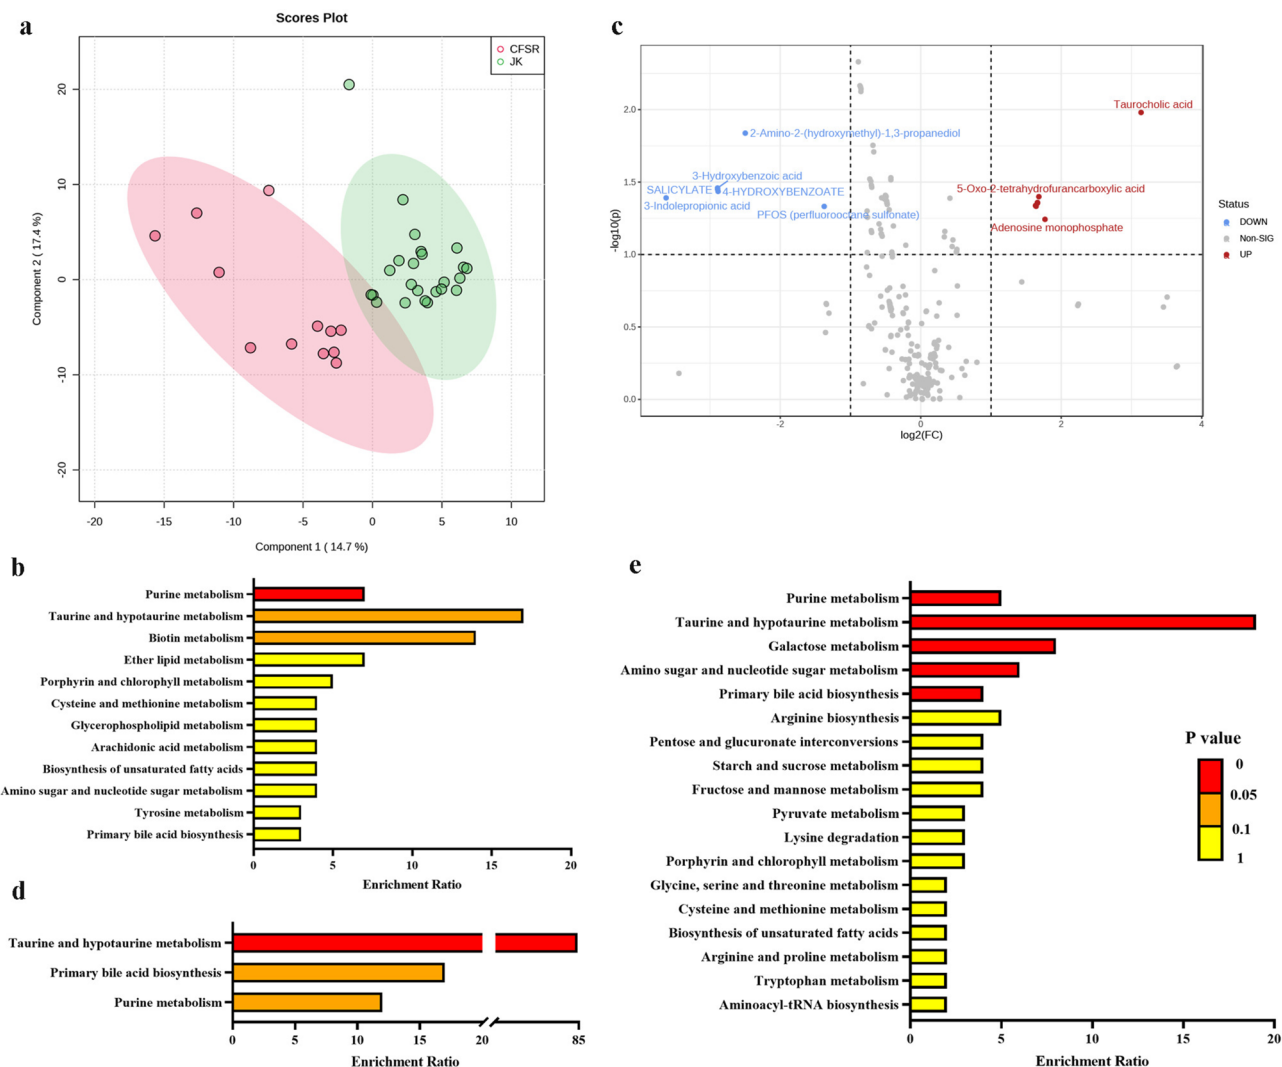 a
Scores Plot
CFSR
JK
20
10
0
-10
-20
Component 2 ( 17.4 %)
-20
-15
-10
-5
0
5
10
Component 1 ( 14.7 %)
c
2.0
1.5
1.0
0.5
0.0
-log10(p)
Taurocholic acid
2-Amino-2-(hydroxymethyl)-1,3-propanediol
3-Hydroxybenzoic acid
SALICYLATE
4-HYDROXYBENZOATE
3-Indolepropionic acid
PFOS (perfluorooctane sulfonate)
5-Oxo-2-tetrahydrofurancarboxylic acid
Adenosine monophosphate
-2
0
2
4
log2(FC)
Status
DOWN
Non-SIG
UP
b
Purine metabolism
Taurine and hypotaurine metabolism
Biotin metabolism
Ether lipid metabolism
Porphyrin and chlorophyll metabolism
Cysteine and methionine metabolism
Glycerophospholipid metabolism
Arachidonic acid metabolism
Biosynthesis of unsaturated fatty acids
Amino sugar and nucleotide sugar metabolism
Tyrosine metabolism
Primary bile acid biosynthesis
0
5
10
15
20
Enrichment Ratio
d
Taurine and hypotaurine metabolism
Primary bile acid biosynthesis
Purine metabolism
0
5
10
15
20
85
Enrichment Ratio
e
Purine metabolism
Taurine and hypotaurine metabolism
Galactose metabolism
Amino sugar and nucleotide sugar metabolism
Primary bile acid biosynthesis
Arginine biosynthesis
Pentose and glucuronate interconversions
Starch and sucrose metabolism
Fructose and mannose metabolism
Pyruvate metabolism
Lysine degradation
Porphyrin and chlorophyll metabolism
Glycine, serine and threonine metabolism
Cysteine and methionine metabolism
Biosynthesis of unsaturated fatty acids
Arginine and proline metabolism
Tryptophan metabolism
Aminoacyl-tRNA biosynthesis
0
5
10
15
20
Enrichment Ratio
P value
0
0.05
0.1
1